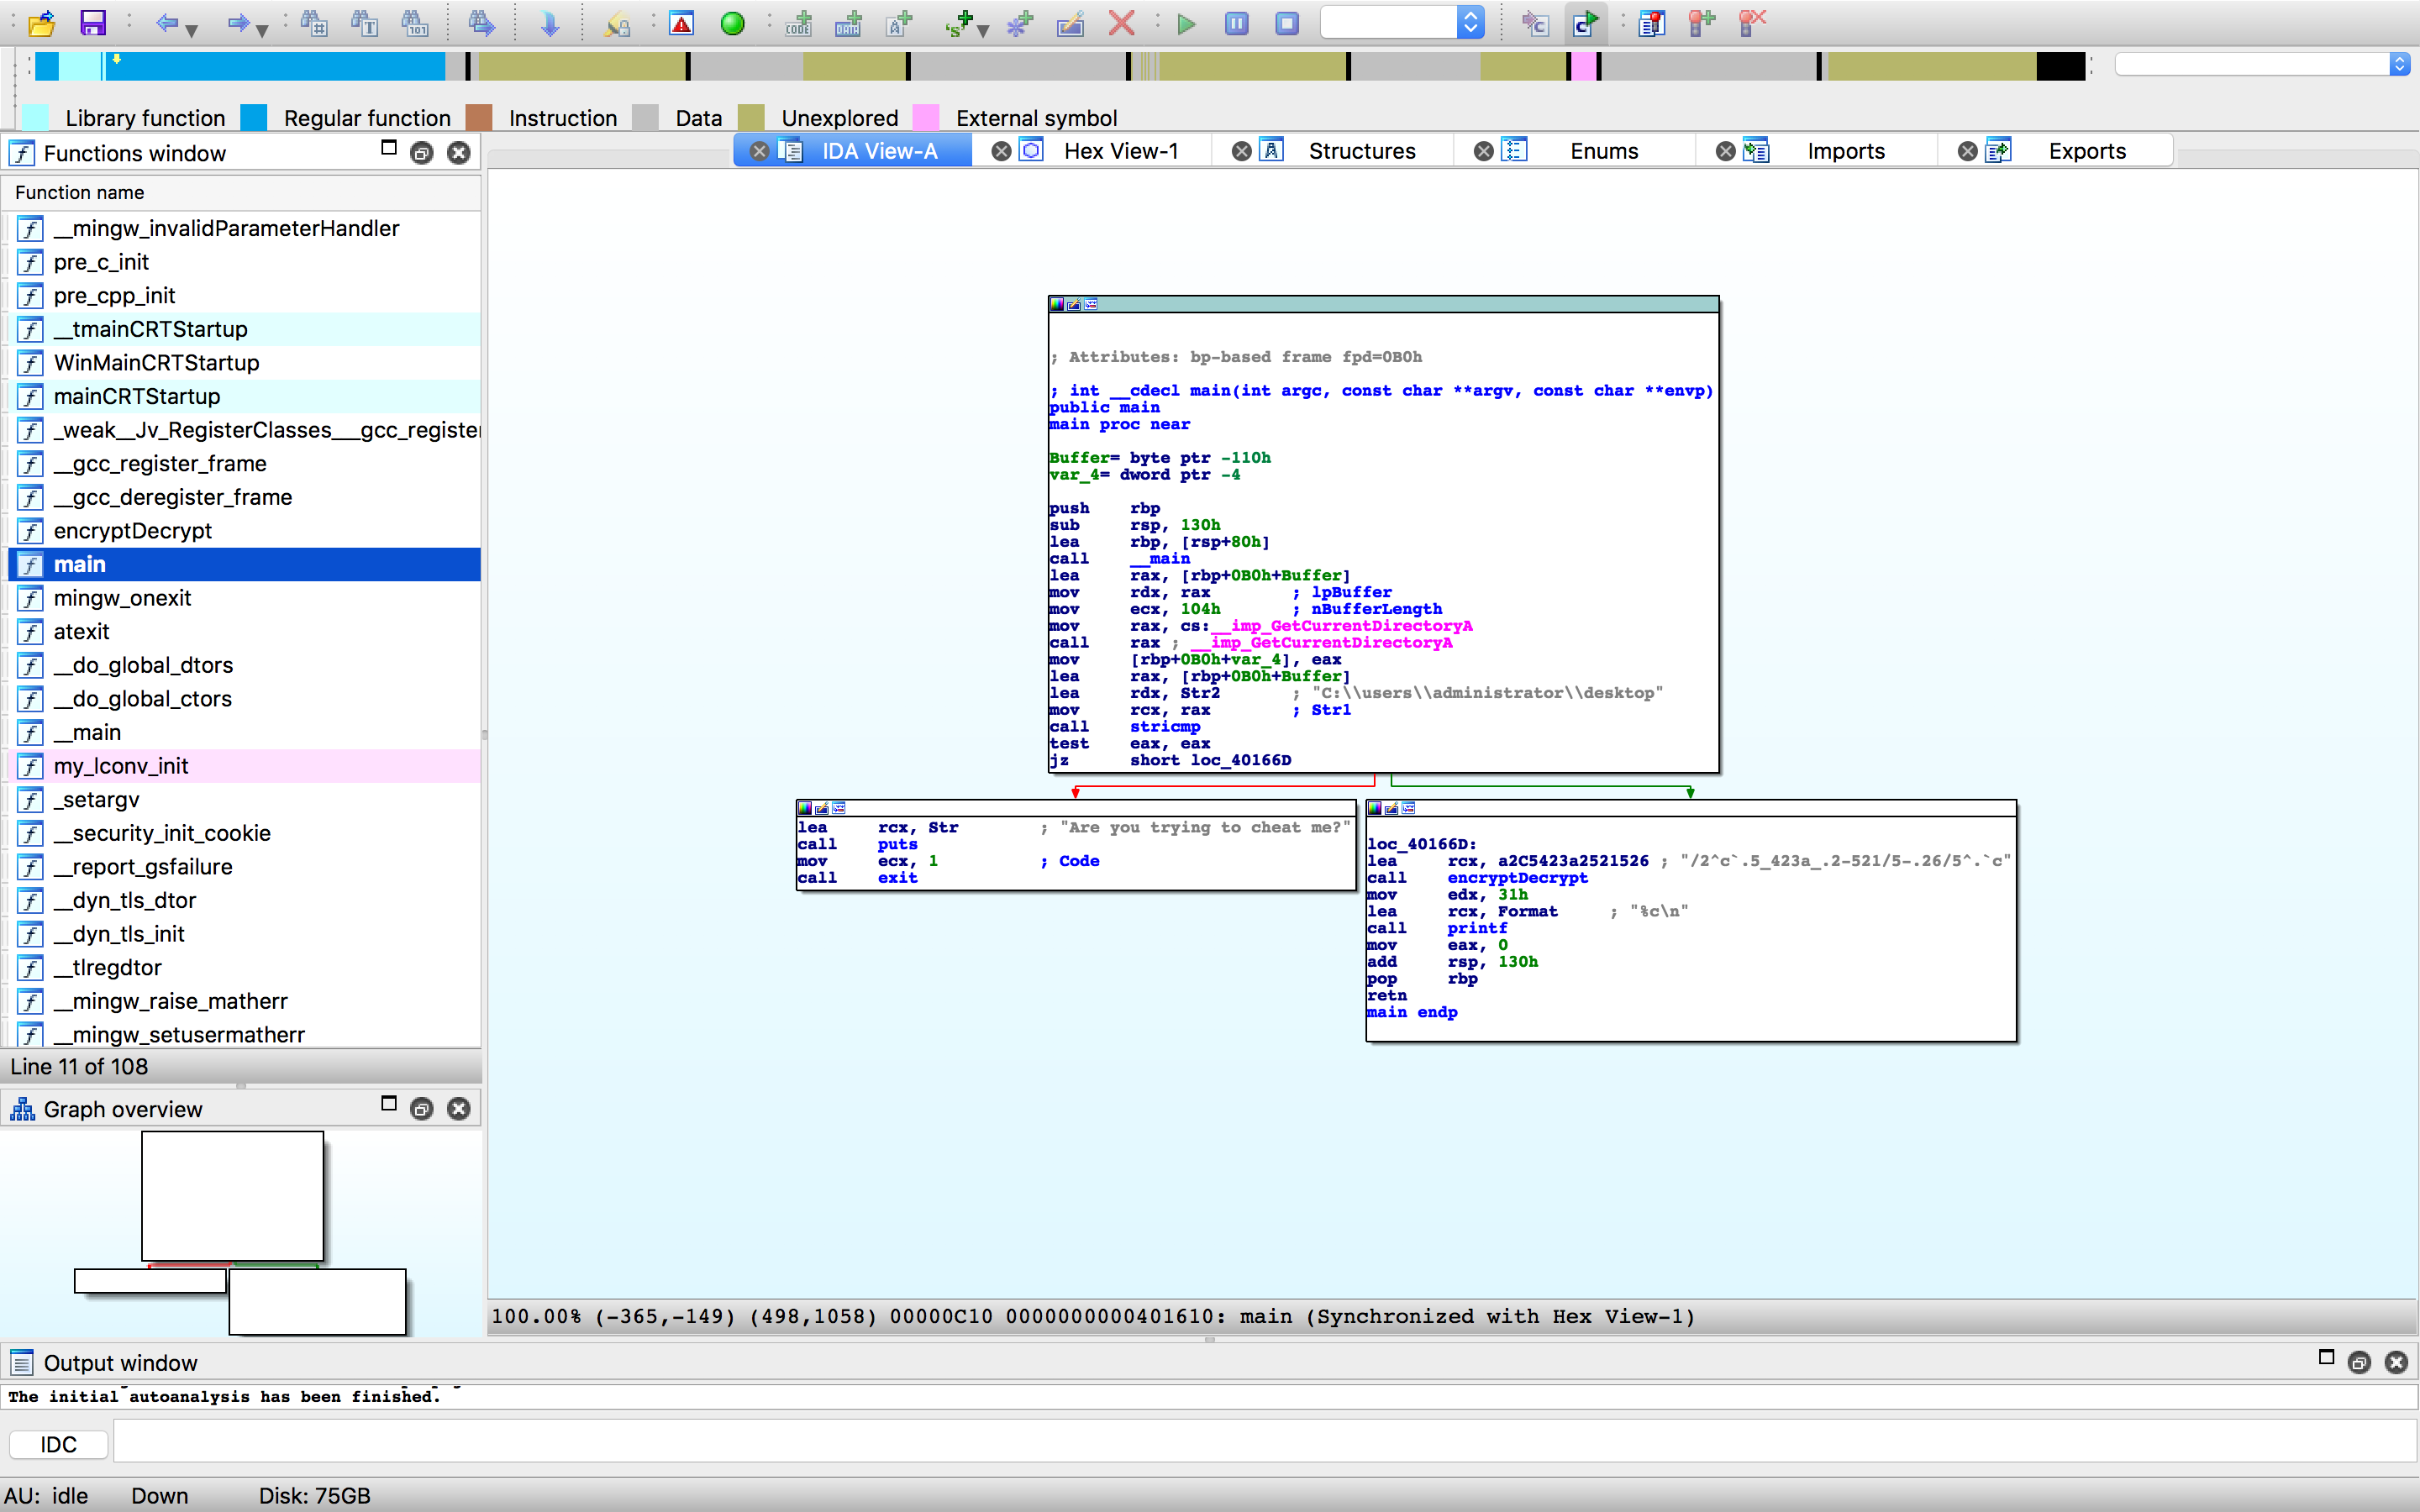 Library function Regular function Instruction Data Unexplored External symbol
Functions window
IDA View-A Hex View-1 Structures Enums Imports Exports
Function name
__mingw_invalidParameterHandler
pre_c_init
pre_cpp_init
__tmainCRTStartup
WinMainCRTStartup
mainCRTStartup
_weak__Jv_RegisterClasses___gcc_register
__gcc_register_frame
__gcc_deregister_frame
encryptDecrypt
main
mingw_onexit
atexit
__do_global_dtors
__do_global_ctors
__main
my_lconv_init
_setargv
__security_init_cookie
__report_gsfailure
__dyn_tls_dtor
__dyn_tls_init
__tlregdtor
__mingw_raise_matherr
__mingw_setusermatherr
Line 11 of 108
Graph overview
; Attributes: bp-based frame fpd=0B0h
; int __cdecl main(int argc, const char **argv, const char **envp)
public main
main proc near
Buffer= byte ptr -110h
var_4= dword ptr -4
push rbp
sub rsp, 130h
lea rbp, [rsp+80h]
call __main
lea rax, [rbp+0B0h+Buffer]
mov rdx, rax ; lpBuffer
mov ecx, 104h ; nBufferLength
mov rax, cs:__imp_GetCurrentDirectoryA
call rax ; __imp_GetCurrentDirectoryA
mov [rbp+0B0h+var_4], eax
lea rax, [rbp+0B0h+Buffer]
lea rdx, Str2 ; "C:\\users\\administrator\\desktop"
mov rcx, rax ; Str1
call stricmp
test eax, eax
jz short loc_40166D
lea rcx, Str ; "Are you trying to cheat me?"
call puts
mov ecx, 1 ; Code
call exit
loc_40166D:
lea rcx, a2C5423a2521526 ; "/2^c`.5_423a_.2-521/5-.26/5^.`c"
call encryptDecrypt
mov edx, 31h
lea rcx, Format ; "%c\n"
call printf
mov eax, 0
add rsp, 130h
pop rbp
retn
main endp
100.00% (-365,-149) (498,1058) 00000C10 0000000000401610: main (Synchronized with Hex View-1)
Output window
The initial autoanalysis has been finished.
IDC
AU: idle Down Disk: 75GB